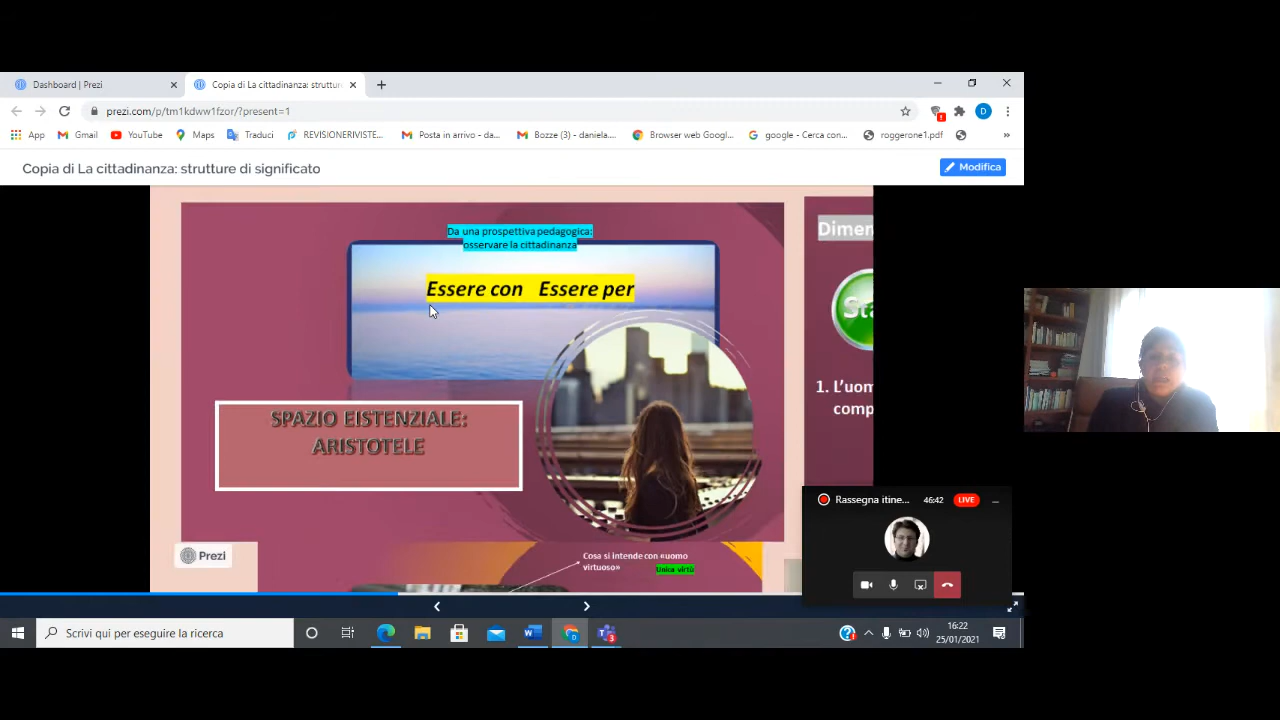 Dashboard | Prezi
Copia di La cittadinanza: struttur
prezi.com/p/tm1kdww1fzor/?present=1
D
App
Gmail
YouTube
Maps
Traduci
REVISIONERIVISTE...
Posta in arrivo - da...
Bozze (3) - daniela....
Browser web Googl...
google - Cerca con...
roggerone1.pdf
»
Copia di La cittadinanza: strutture di significato
Modifica
Da una prospettiva pedagogica:
osservare la cittadinanza
Essere con Essere per
SPAZIO EISTENZIALE:
ARISTOTELE
Dimen
Sta
1. L'uom
comp
Prezi
Cosa si intende con «uomo
virtuoso»
Unica virtù
Rassegna itine...
46:42
LIVE
Scrivi qui per eseguire la ricerca
3
16:22
25/01/2021